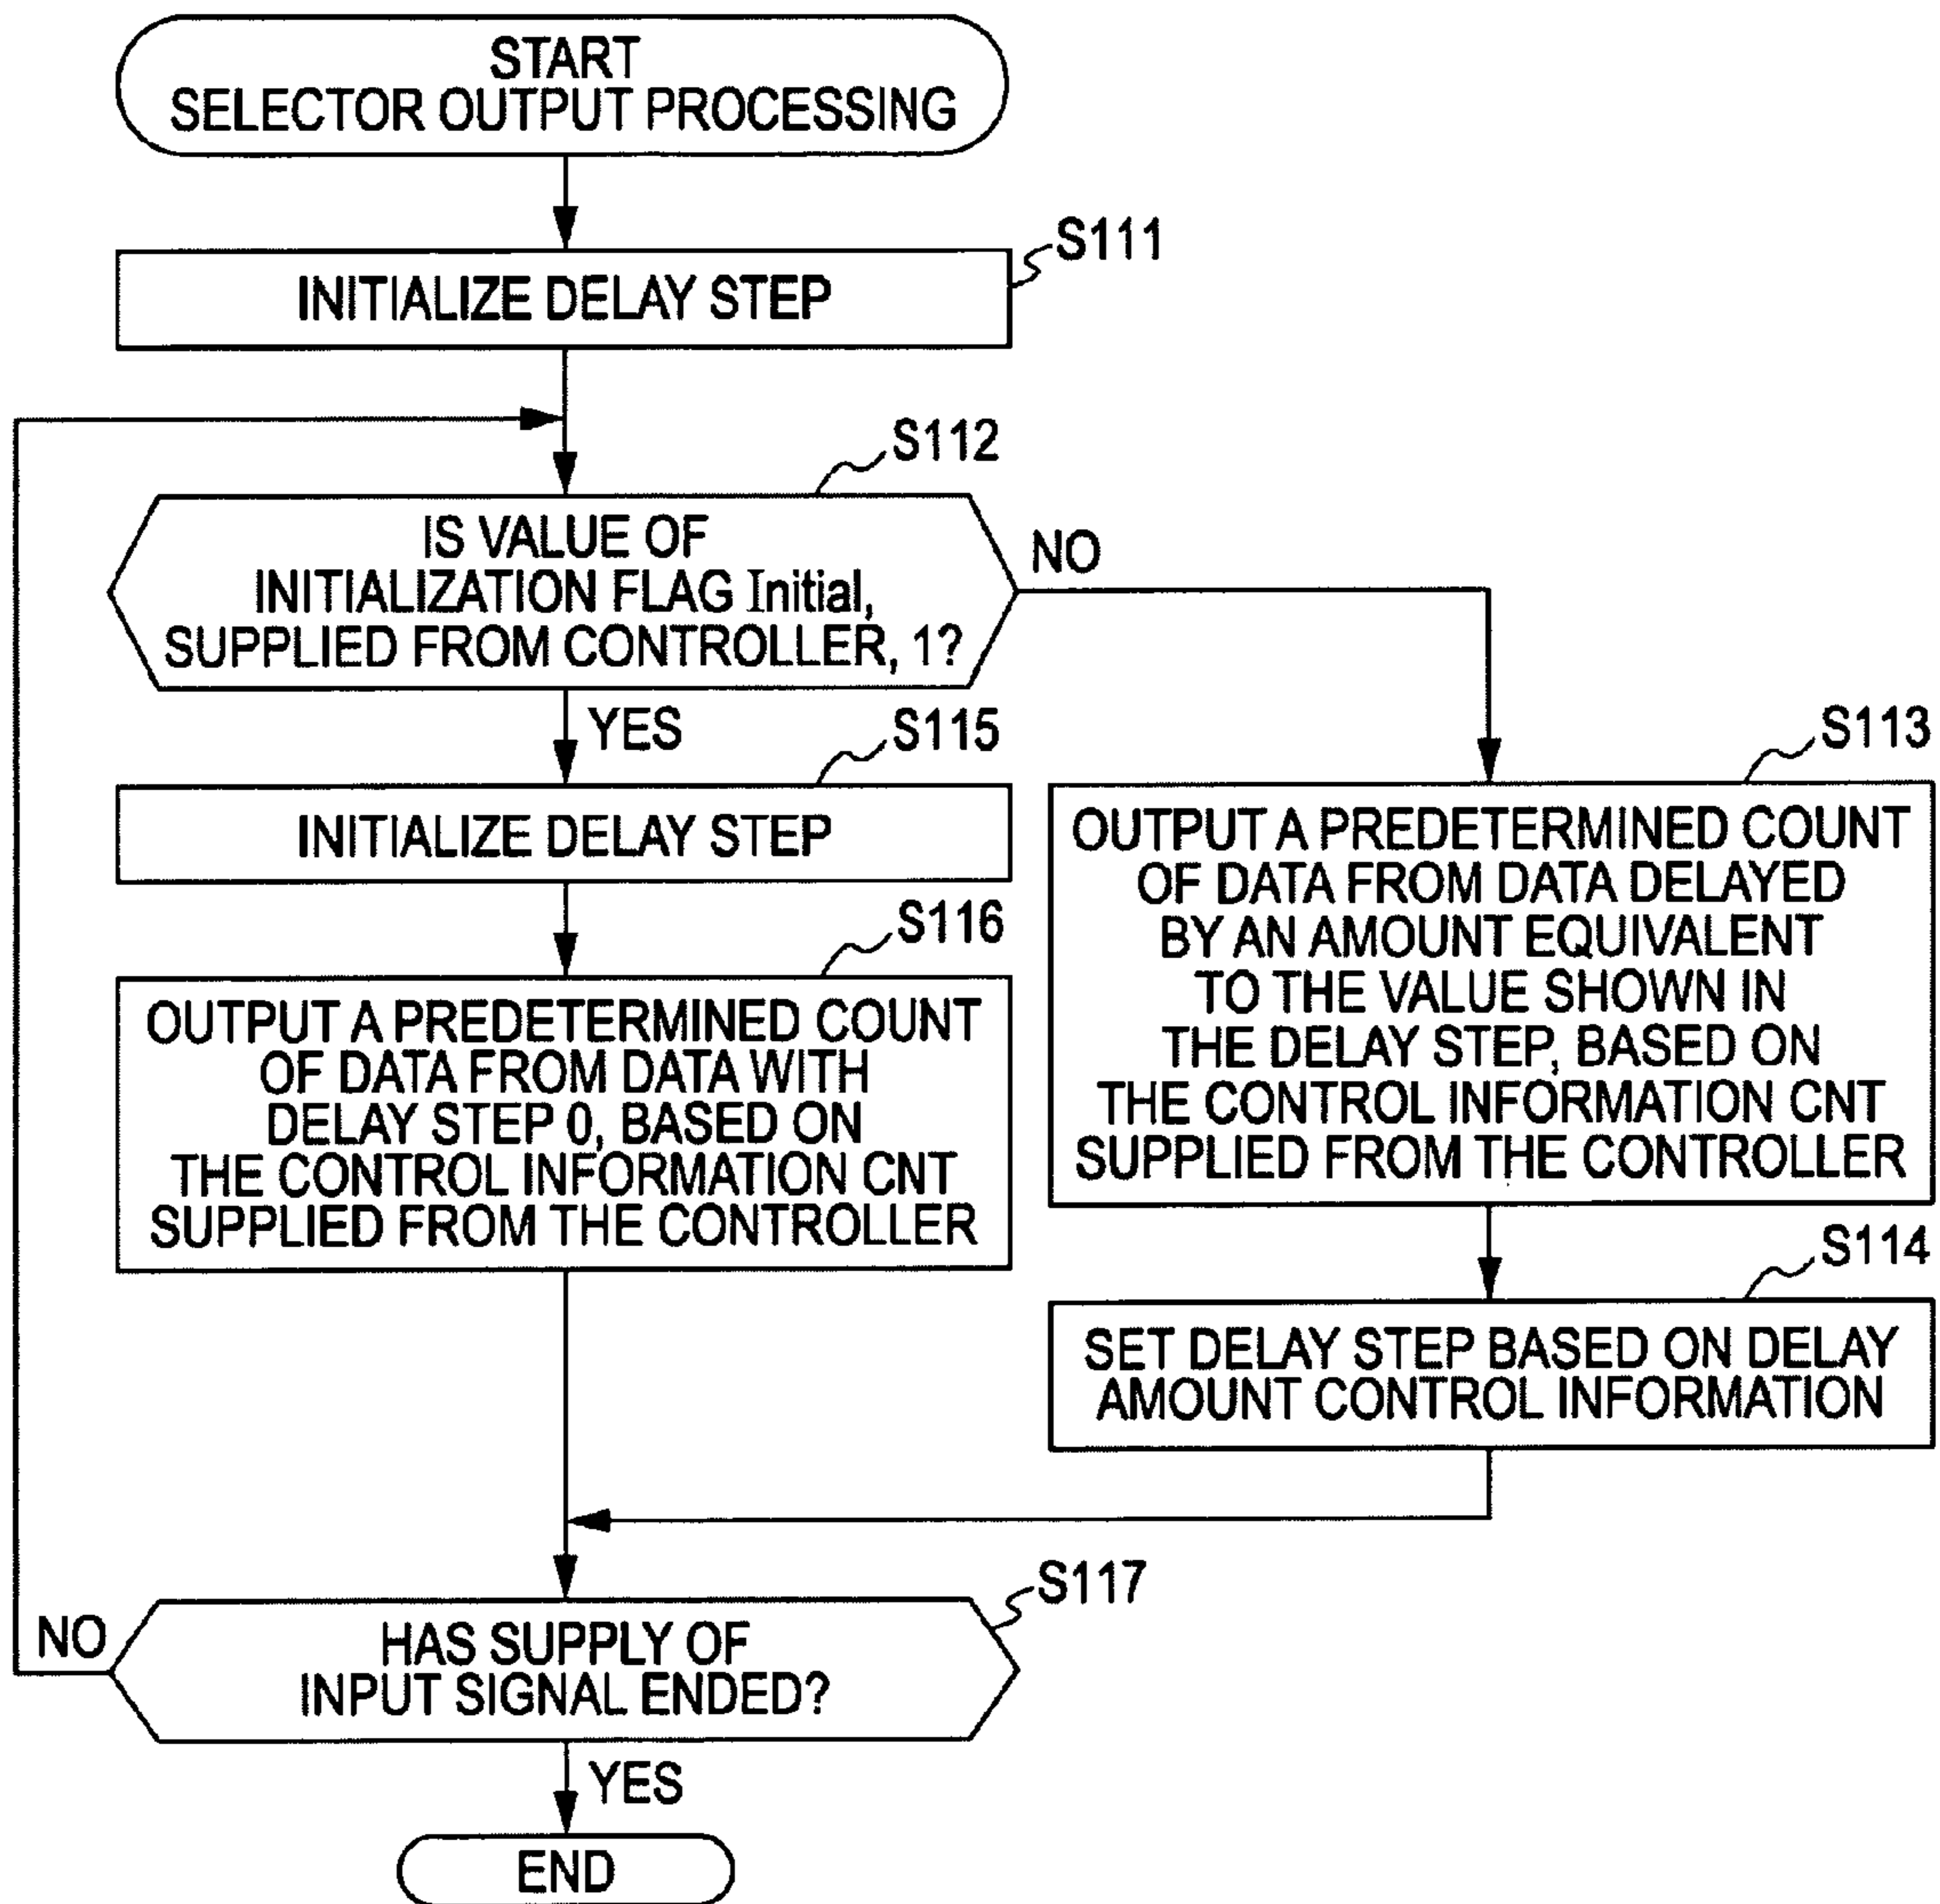 START
SELECTOR OUTPUT PROCESSING
S111
INITIALIZE DELAY STEP
S112
IS VALUE OF
INITIALIZATION FLAG Initial,
SUPPLIED FROM CONTROLLER, 1?
NO
YES
S115
INITIALIZE DELAY STEP
S113
OUTPUT A PREDETERMINED COUNT
OF DATA FROM DATA DELAYED
BY AN AMOUNT EQUIVALENT
TO THE VALUE SHOWN IN
THE DELAY STEP, BASED ON
THE CONTROL INFORMATION CNT
SUPPLIED FROM THE CONTROLLER
S116
OUTPUT A PREDETERMINED COUNT
OF DATA FROM DATA WITH
DELAY STEP 0, BASED ON
THE CONTROL INFORMATION CNT
SUPPLIED FROM THE CONTROLLER
S114
SET DELAY STEP BASED ON DELAY
AMOUNT CONTROL INFORMATION
S117
NO
HAS SUPPLY OF
INPUT SIGNAL ENDED?
YES
END